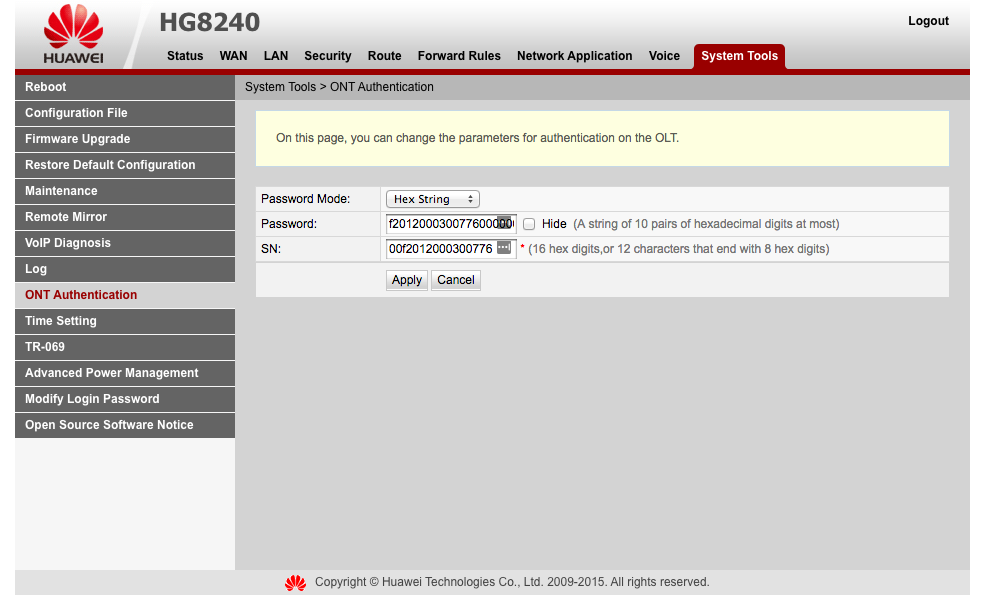 HUAWEI
HG8240
Logout
Status WAN LAN Security Route Forward Rules Network Application Voice System Tools
Reboot
Configuration File
Firmware Upgrade
Restore Default Configuration
Maintenance
Remote Mirror
VoIP Diagnosis
Log
ONT Authentication
Time Setting
TR-069
Advanced Power Management
Modify Login Password
Open Source Software Notice
System Tools > ONT Authentication
On this page, you can change the parameters for authentication on the OLT.
Password Mode: Hex String
Password: Hide (A string of 10 pairs of hexadecimal digits at most)
SN: 00f2012000300776 * (16 hex digits,or 12 characters that end with 8 hex digits)
Apply Cancel
Copyright © Huawei Technologies Co., Ltd. 2009-2015. All rights reserved.